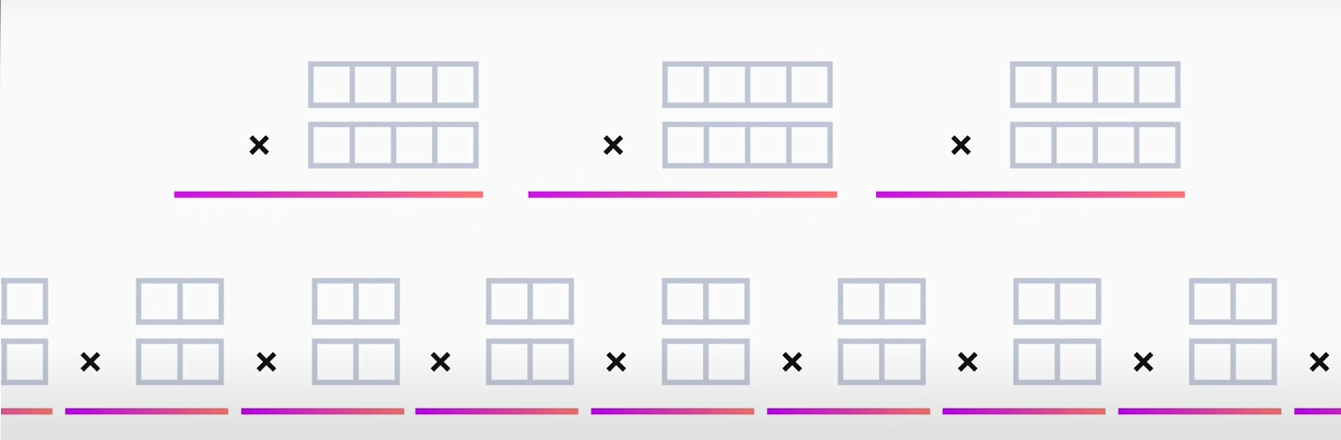 × × ×
× × × × × × × ×